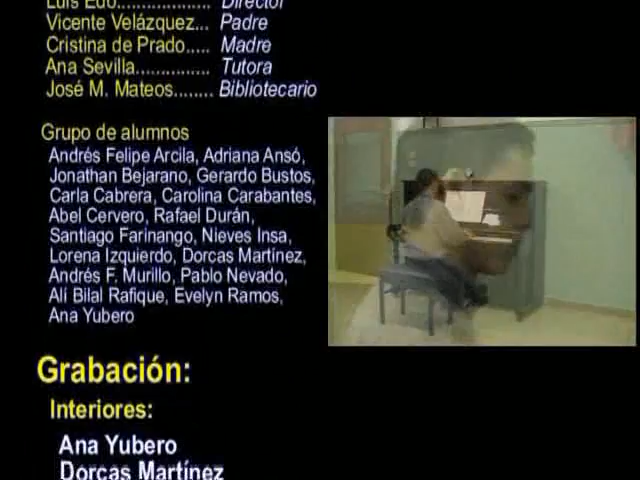 Luis Edo................... Director
Vicente Velázquez... Padre
Cristina de Prado..... Madre
Ana Sevilla............... Tutora
José M. Mateos........ Bibliotecario
Grupo de alumnos
Andrés Felipe Arcila, Adriana Ansó,
Jonathan Bejarano, Gerardo Bustos,
Carla Cabrera, Carolina Carabantes,
Abel Cervero, Rafael Durán,
Santiago Farinango, Nieves Insa,
Lorena Izquierdo, Dorcas Martínez,
Andrés F. Murillo, Pablo Nevado,
Alí Bilal Rafique, Evelyn Ramos,
Ana Yubero
Grabación:
Interiores:
Ana Yubero
Dorcas Martínez